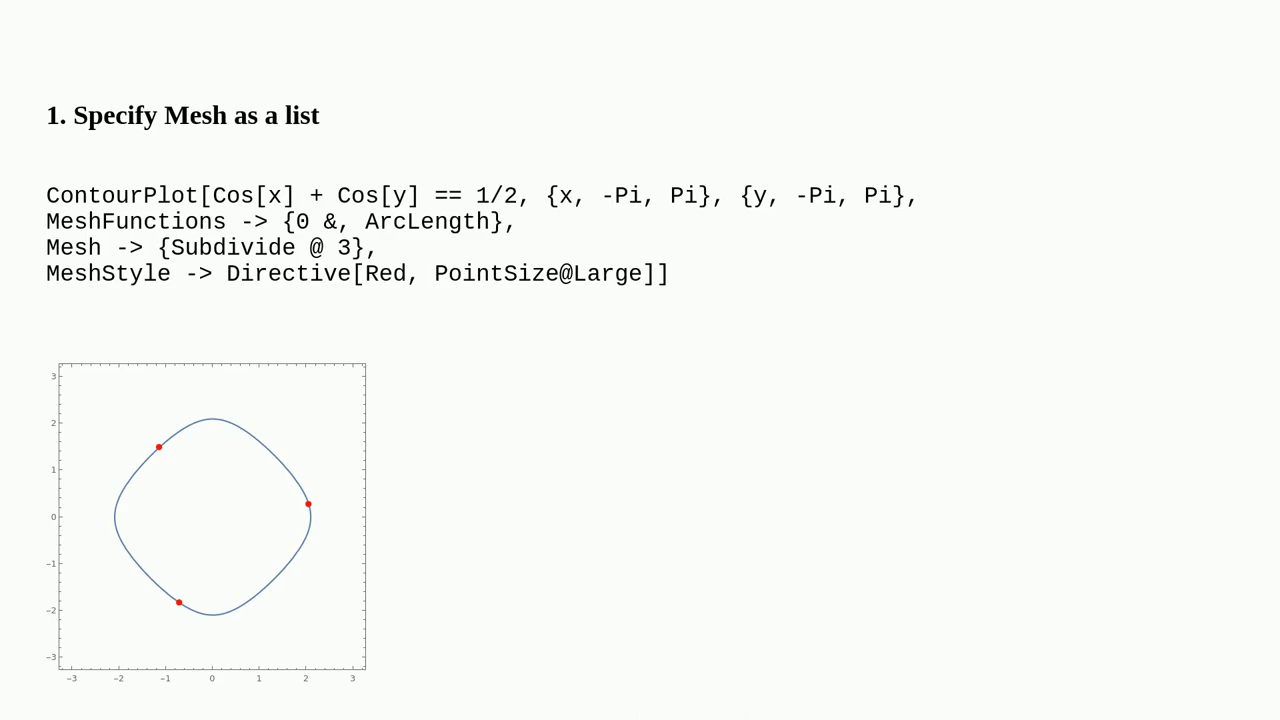 1. Specify Mesh as a list
ContourPlot[Cos[x] + Cos[y] == 1/2, {x, -Pi, Pi}, {y, -Pi, Pi},
MeshFunctions -> {0 &, ArcLength},
Mesh -> {Subdivide @ 3},
MeshStyle -> Directive[Red, PointSize@Large]]
3
2
1
0
−1
−2
−3
−3 −2 −1 0 1 2 3